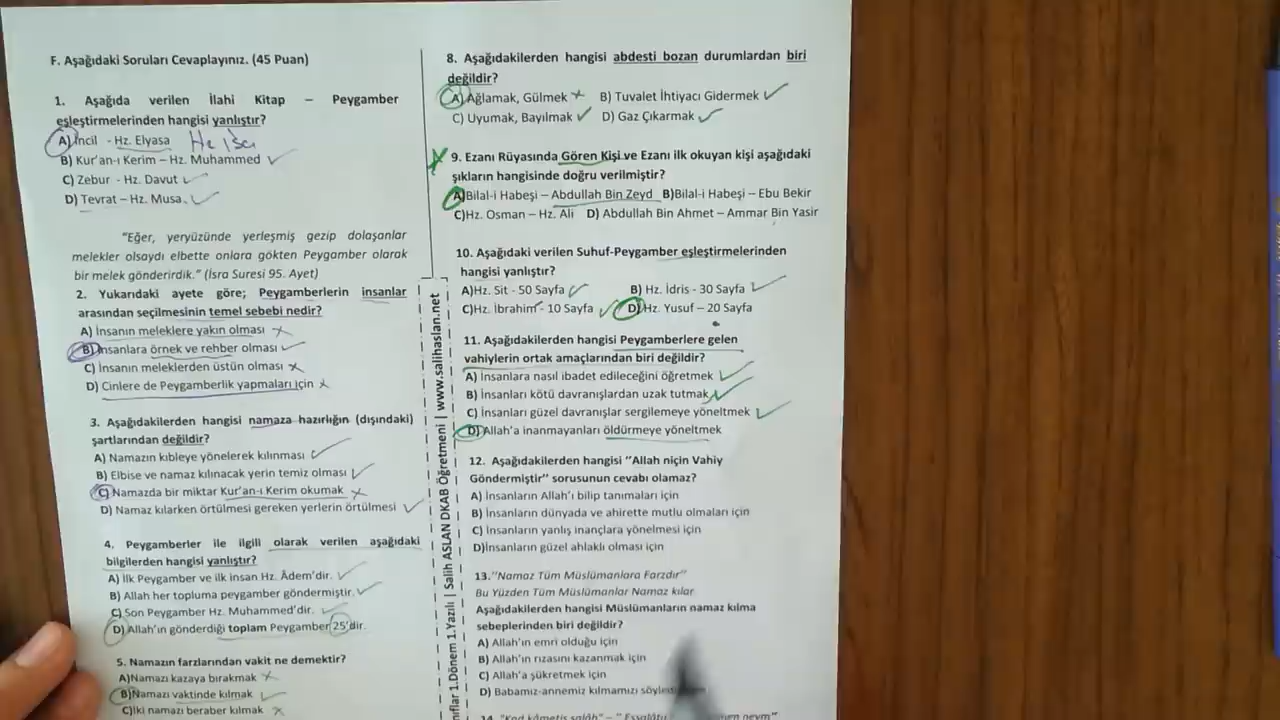 F. Aşağıdaki Soruları Cevaplayınız. (45 Puan)
1. Aşağıda verilen İlahi Kitap – Peygamber
eşleştirmelerinden hangisi yanlıştır?
A) İncil - Hz. Elyasa Hz İsa
B) Kur'an-ı Kerim – Hz. Muhammed
C) Zebur - Hz. Davut
D) Tevrat – Hz. Musa
"Eğer, yeryüzünde yerleşmiş gezip dolaşanlar
melekler olsaydı elbette onlara gökten Peygamber olarak
bir melek gönderirdik." (İsra Suresi 95. Ayet)
2. Yukarıdaki ayete göre; Peygamberlerin insanlar
arasından seçilmesinin temel sebebi nedir?
A) İnsanın meleklere yakın olması
B) İnsanlara örnek ve rehber olması
C) İnsanın meleklerden üstün olması
D) Cinlere de Peygamberlik yapmaları için
3. Aşağıdakilerden hangisi namaza hazırlığın (dışındaki)
şartlarından değildir?
A) Namazın kıbleye yönelerek kılınması
B) Elbise ve namaz kılınacak yerin temiz olması
C) Namazda bir miktar Kur'an-ı Kerim okumak
D) Namaz kılarken örtülmesi gereken yerlerin örtülmesi
4. Peygamberler ile ilgili olarak verilen aşağıdaki
bilgilerden hangisi yanlıştır?
A) İlk Peygamber ve ilk insan Hz. Âdem'dir.
B) Allah her topluma peygamber göndermiştir.
C) Son Peygamber Hz. Muhammed'dir.
D) Allah'ın gönderdiği toplam Peygamber 25'dir.
5. Namazın farzlarından vakit ne demektir?
A)Namazı kazaya bırakmak
B)Namazı vaktinde kılmak
C)İki namazı beraber kılmak
nıflar 1.Dönem 1.Yazılı | Salih ASLAN DKAB Öğretmeni | www.salihaslan.net
8. Aşağıdakilerden hangisi abdesti bozan durumlardan biri
değildir?
A) Ağlamak, Gülmek B) Tuvalet İhtiyacı Gidermek
C) Uyumak, Bayılmak D) Gaz Çıkarmak
9. Ezanı Rüyasında Gören Kişi ve Ezanı ilk okuyan kişi aşağıdaki
şıkların hangisinde doğru verilmiştir?
A)Bilal-i Habeşi – Abdullah Bin Zeyd B)Bilal-i Habeşi – Ebu Bekir
C)Hz. Osman – Hz. Ali D) Abdullah Bin Ahmet – Ammar Bin Yasir
10. Aşağıdaki verilen Suhuf-Peygamber eşleştirmelerinden
hangisi yanlıştır?
A)Hz. Sit - 50 Sayfa B) Hz. İdris - 30 Sayfa
C)Hz. İbrahim - 10 Sayfa D) Hz. Yusuf – 20 Sayfa
11. Aşağıdakilerden hangisi Peygamberlere gelen
vahiylerin ortak amaçlarından biri değildir?
A) İnsanlara nasıl ibadet edileceğini öğretmek
B) İnsanları kötü davranışlardan uzak tutmak
C) İnsanları güzel davranışlar sergilemeye yöneltmek
D) Allah'a inanmayanları öldürmeye yöneltmek
12. Aşağıdakilerden hangisi "Allah niçin Vahiy
Göndermiştir" sorusunun cevabı olamaz?
A) İnsanların Allah'ı bilip tanımaları için
B) İnsanların dünyada ve ahirette mutlu olmaları için
C) İnsanların yanlış inançlara yönelmesi için
D)İnsanların güzel ahlaklı olması için
13."Namaz Tüm Müslümanlara Farzdır"
Bu Yüzden Tüm Müslümanlar Namaz kılar
Aşağıdakilerden hangisi Müslümanların namaz kılma
sebeplerinden biri değildir?
A) Allah'ın emri olduğu için
B) Allah'ın rızasını kazanmak için
C) Allah'a şükretmek için
D) Babamız-annemiz kılmamızı
14. "Kad kâmetis salâh" – "